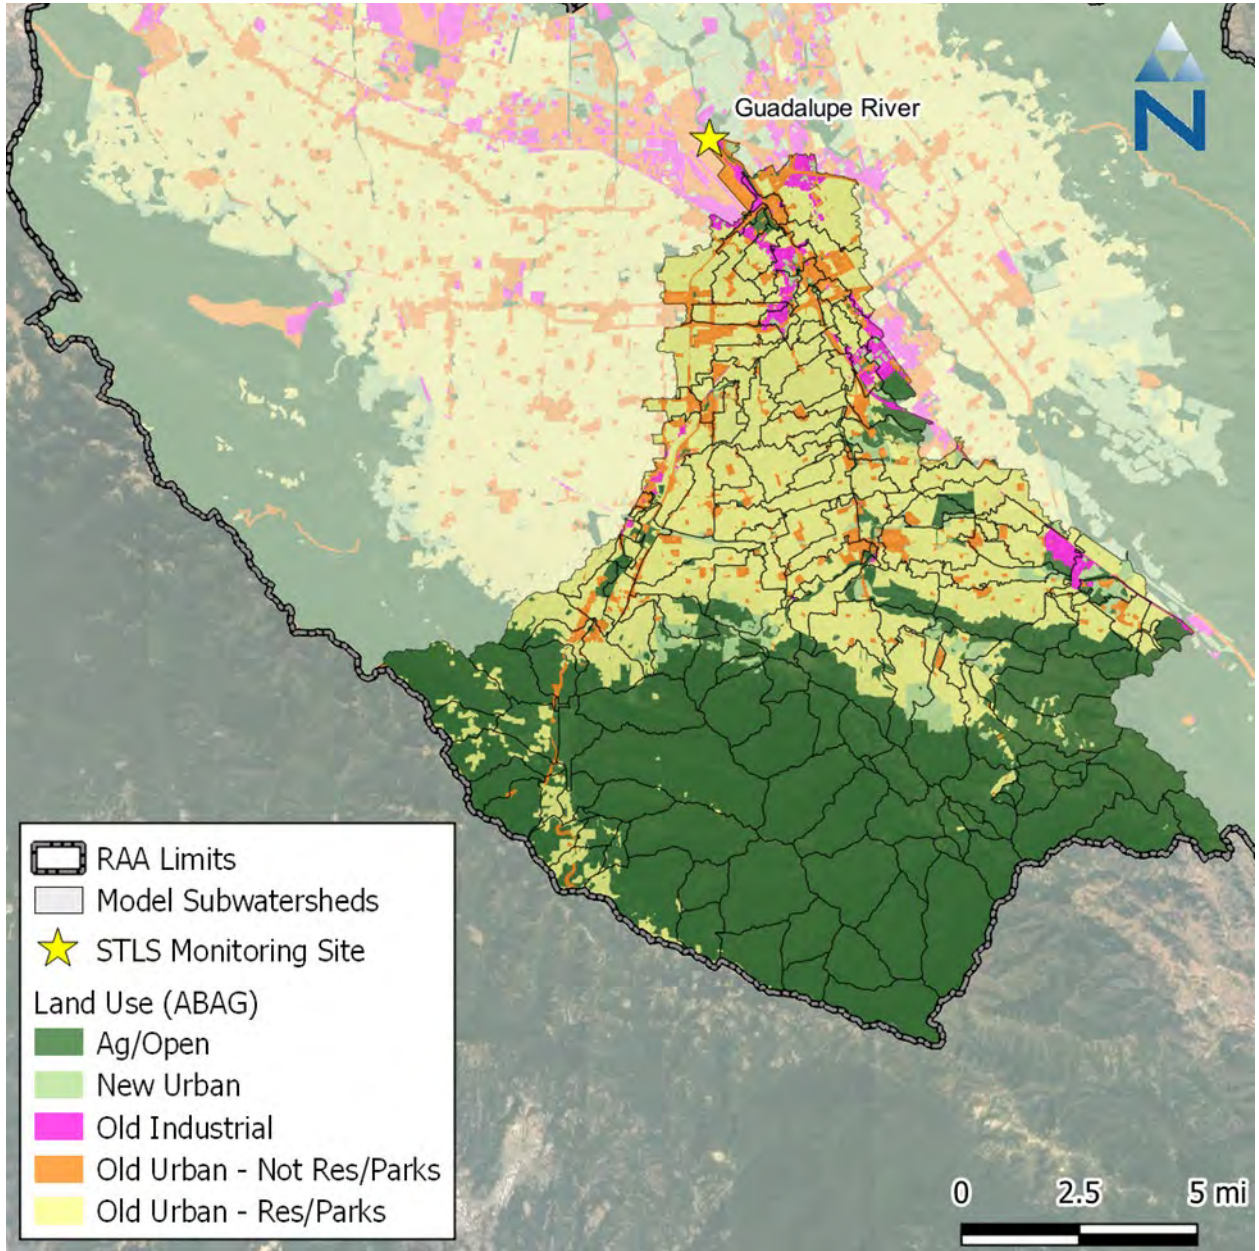 Guadalupe River
N
RAA Limits
Model Subwatersheds
STLS Monitoring Site
Land Use (ABAG)
Ag/Open
New Urban
Old Industrial
Old Urban - Not Res/Parks
Old Urban - Res/Parks
0 2.5 5 mi